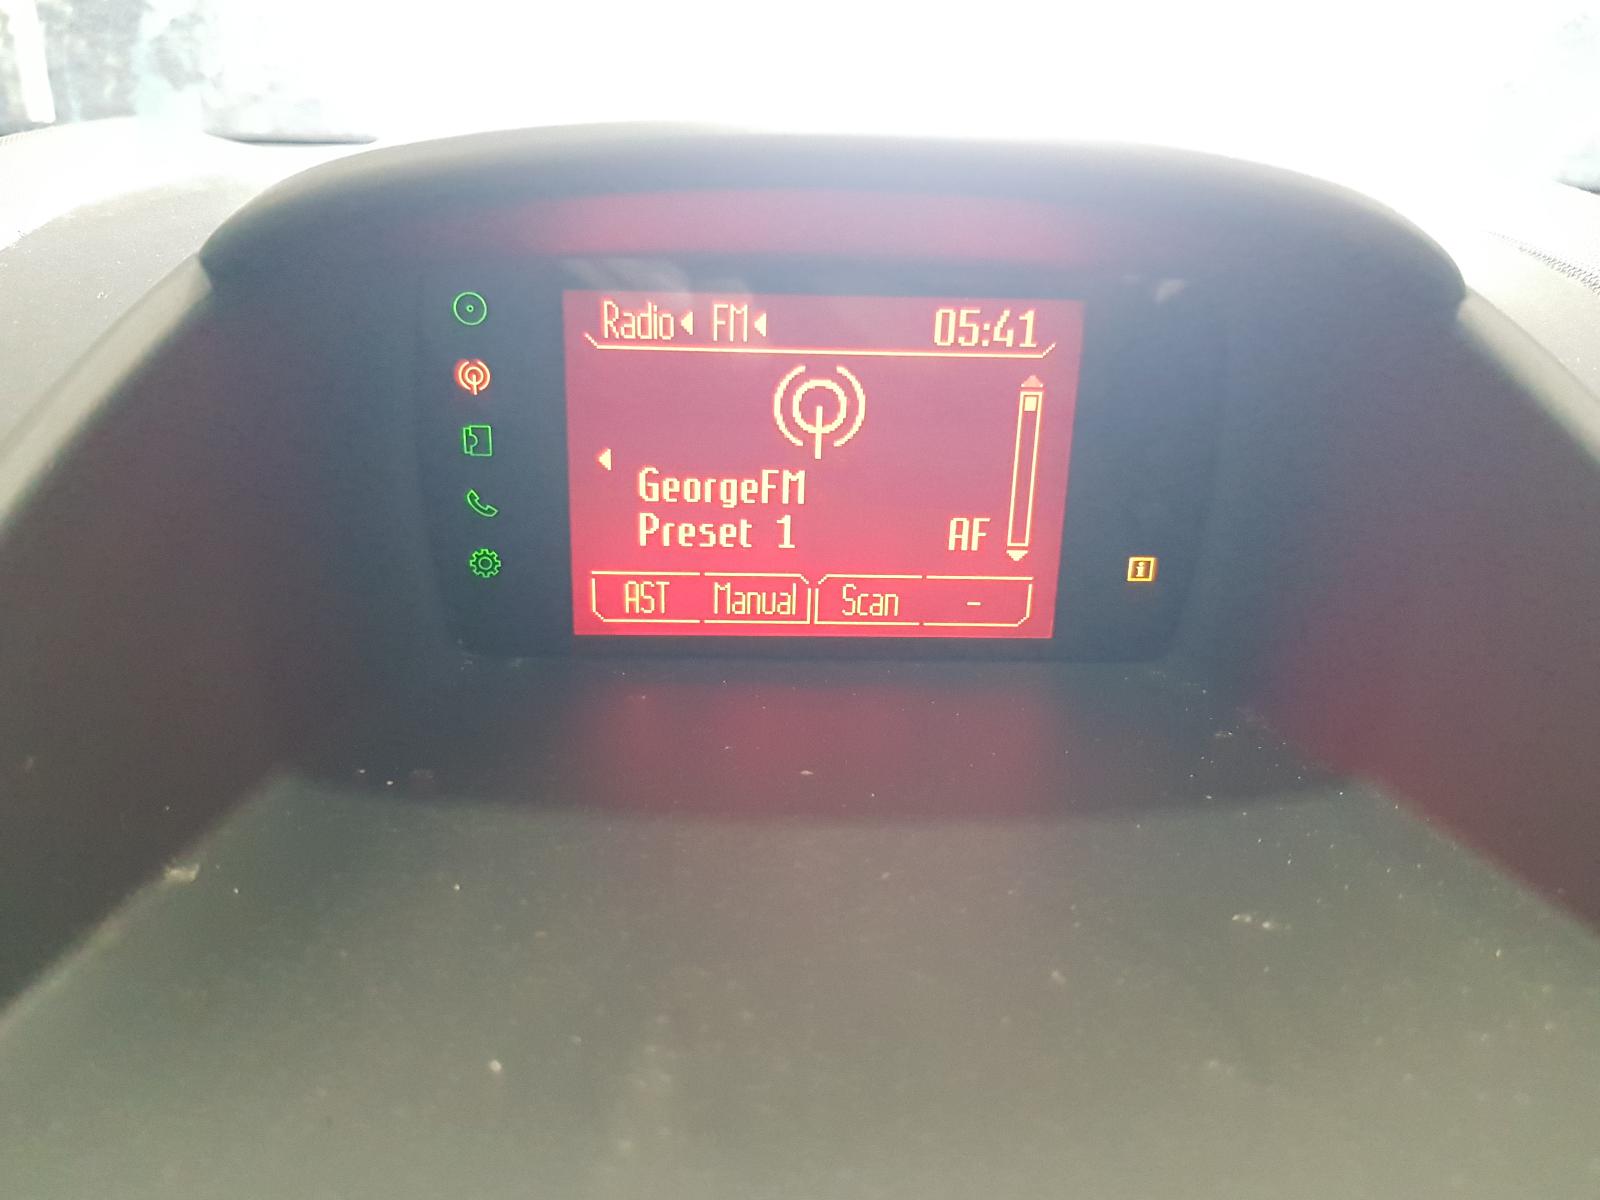 Radio FM 05:41
GeorgeFM
Preset 1 AF
AST Manual Scan -
i